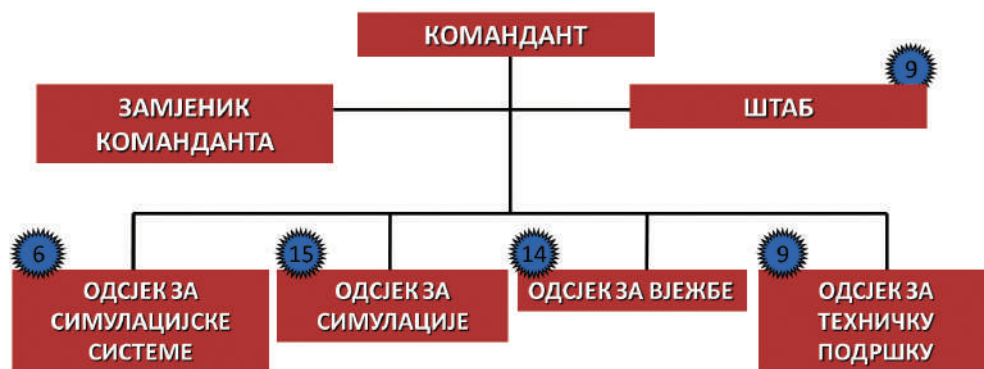 КОМАНДАНТ
9
ЗАМЈЕНИК
КОМАНДАНТА
ШТАБ
6
ОДСЈЕК ЗА
СИМУЛАЦИЈСКЕ
СИСТЕМЕ
15
ОДСЈЕК ЗА
СИМУЛАЦИЈЕ
14
ОДСЈЕК ЗА ВЈЕЖБЕ
9
ОДСЈЕК ЗА
ТЕХНИЧКУ
ПОДРШКУ